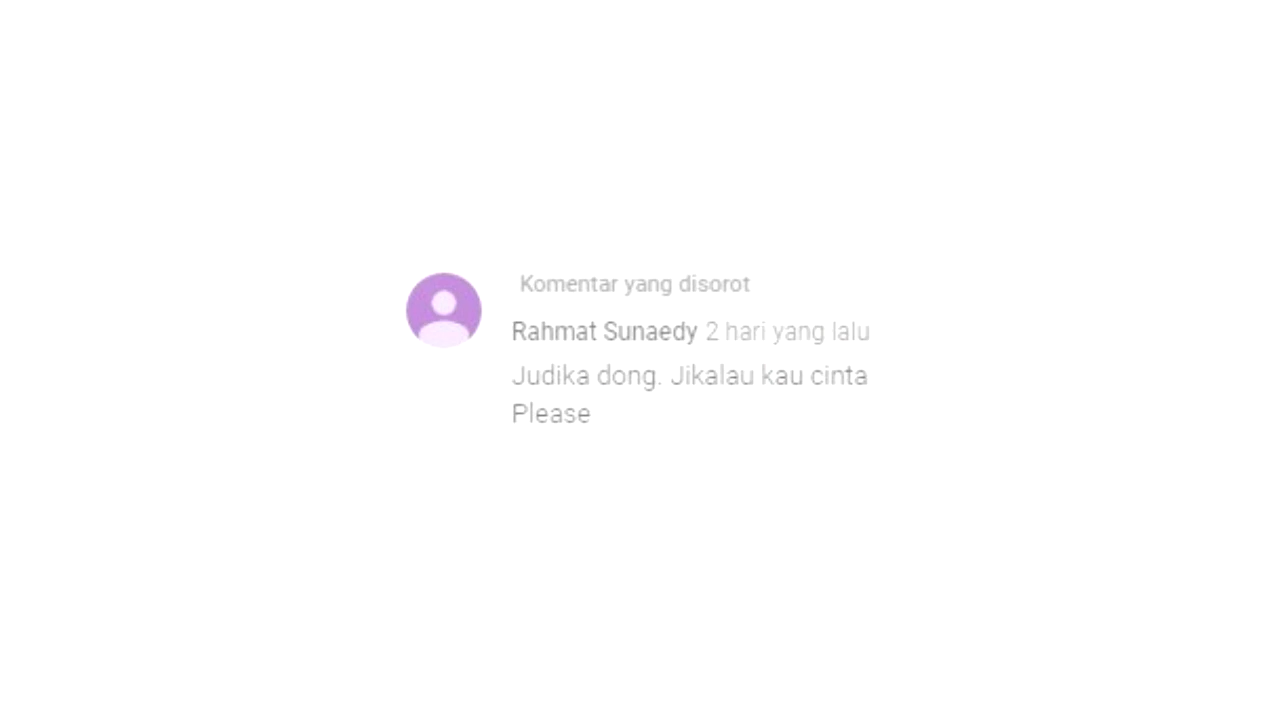 Komentar yang disorot
Rahmat Sunaedy 2 hari yang lalu
Judika dong. Jikalau kau cinta
Please